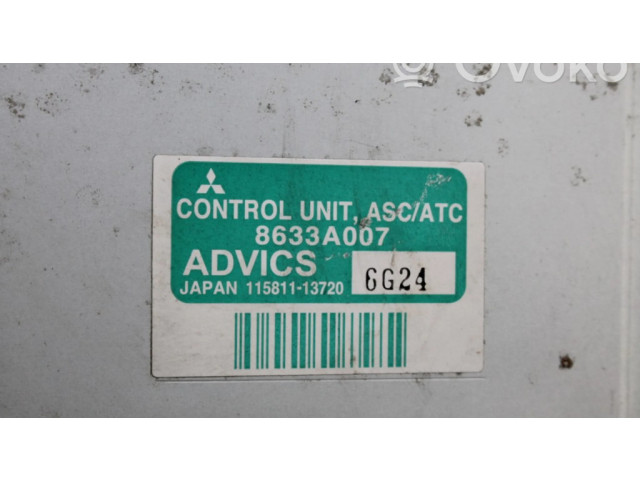 OVOKO
CONTROL UNIT, ASC/ATC
8633A007
ADVICS
JAPAN 115811-13720
6G24